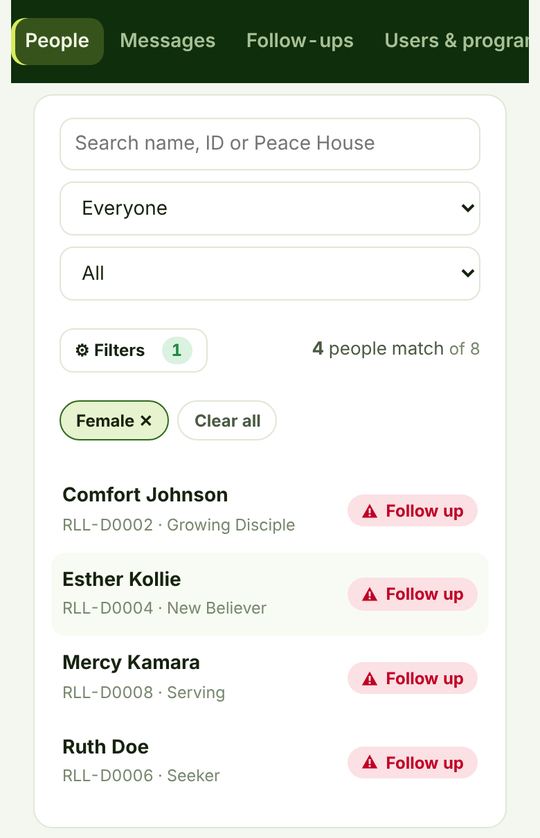 People Messages Follow-ups Users & progra
Search name, ID or Peace House
Everyone
All
⚙ Filters 1 4 people match of 8
Female ✕ Clear all
Comfort Johnson
RLL-D0002 · Growing Disciple
Follow up
Esther Kollie
RLL-D0004 · New Believer
Follow up
Mercy Kamara
RLL-D0008 · Serving
Follow up
Ruth Doe
RLL-D0006 · Seeker
Follow up